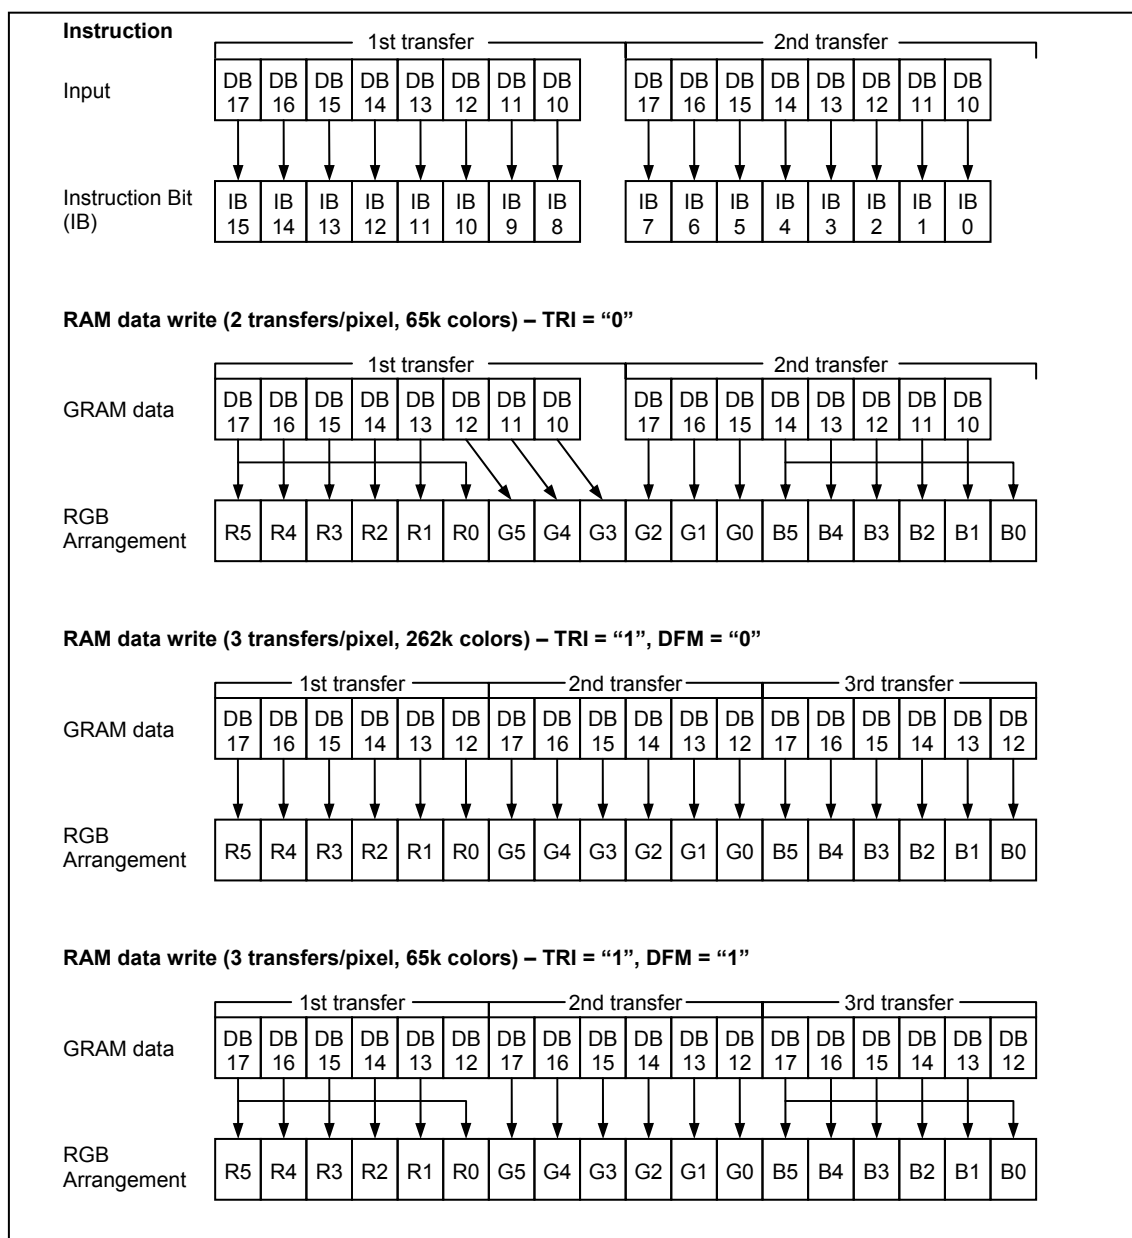 Instruction
1st transfer 2nd transfer
Input
DB DB DB DB DB DB DB DB DB DB DB DB DB DB DB DB
17 16 15 14 13 12 11 10 17 16 15 14 13 12 11 10
Instruction Bit
(IB)
IB IB IB IB IB IB IB IB IB IB IB IB IB IB IB IB
15 14 13 12 11 10 9 8 7 6 5 4 3 2 1 0
RAM data write (2 transfers/pixel, 65k colors) – TRI = “0”
1st transfer 2nd transfer
GRAM data
DB DB DB DB DB DB DB DB DB DB DB DB DB DB DB DB
17 16 15 14 13 12 11 10 17 16 15 14 13 12 11 10
RGB
Arrangement
R5 R4 R3 R2 R1 R0 G5 G4 G3 G2 G1 G0 B5 B4 B3 B2 B1 B0
RAM data write (3 transfers/pixel, 262k colors) – TRI = “1”, DFM = “0”
1st transfer 2nd transfer 3rd transfer
GRAM data
DB DB DB DB DB DB DB DB DB DB DB DB DB DB DB DB DB DB
17 16 15 14 13 12 17 16 15 14 13 12 17 16 15 14 13 12
RGB
Arrangement
R5 R4 R3 R2 R1 R0 G5 G4 G3 G2 G1 G0 B5 B4 B3 B2 B1 B0
RAM data write (3 transfers/pixel, 65k colors) – TRI = “1”, DFM = “1”
1st transfer 2nd transfer 3rd transfer
GRAM data
DB DB DB DB DB DB DB DB DB DB DB DB DB DB DB DB DB DB
17 16 15 14 13 12 17 16 15 14 13 12 17 16 15 14 13 12
RGB
Arrangement
R5 R4 R3 R2 R1 R0 G5 G4 G3 G2 G1 G0 B5 B4 B3 B2 B1 B0